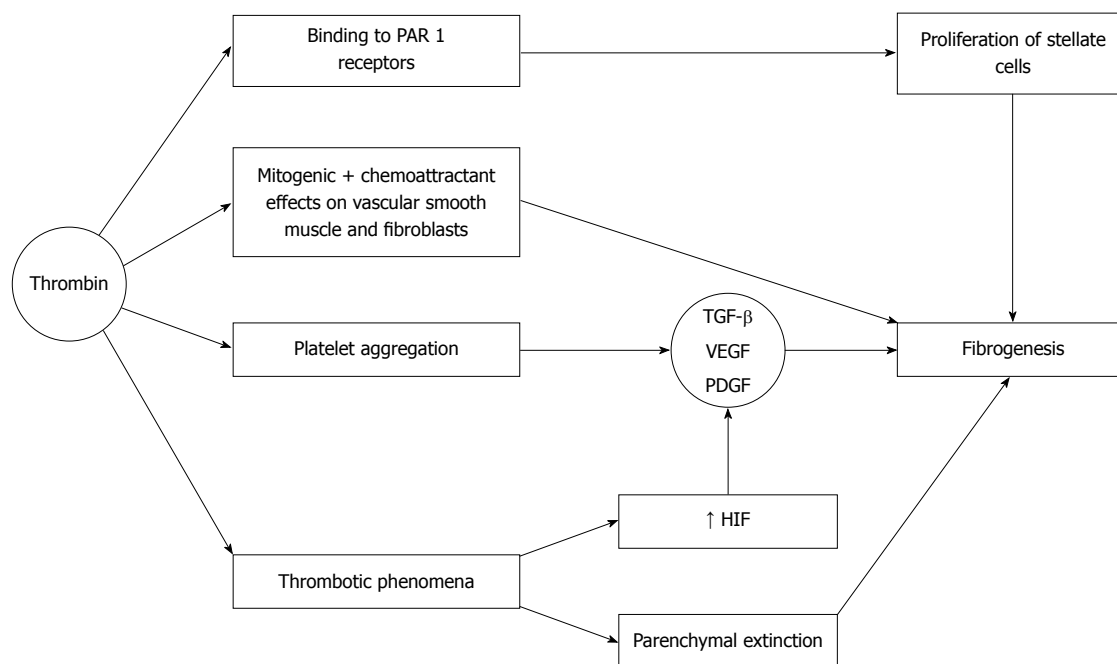 Binding to PAR 1
receptors
Proliferation of stellate
cells
Mitogenic + chemoattractant
effects on vascular smooth
muscle and fibroblasts
Thrombin
Platelet aggregation
TGF-β
VEGF
PDGF
Fibrogenesis
↑ HIF
Thrombotic phenomena
Parenchymal extinction